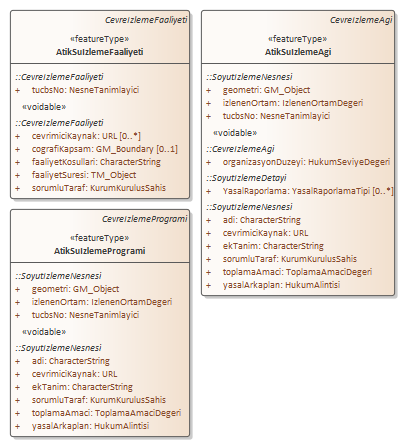 CevreIzlemeFaaliyeti
«featureType»
AtikSuIzlemeFaaliyeti
::CevreIzlemeFaaliyeti
+ tucbsNo: NesneTanimlayici
«voidable»
::CevreIzlemeFaaliyeti
+ cevrimiciKaynak: URL [0..*]
+ cografiKapsam: GM_Boundary [0..1]
+ faaliyetKosullari: CharacterString
+ faaliyetSuresi: TM_Object
+ sorumluTaraf: KurumKurulusSahis
CevreIzlemeProgrami
«featureType»
AtikSuIzlemeProgrami
::SoyutIzlemeNesnesi
+ geometri: GM_Object
+ izlenenOrtam: IzlenenOrtamDegeri
+ tucbsNo: NesneTanimlayici
«voidable»
::SoyutIzlemeNesnesi
+ adi: CharacterString
+ cevrimiciKaynak: URL
+ ekTanim: CharacterString
+ sorumluTaraf: KurumKurulusSahis
+ toplamaAmaci: ToplamaAmaciDegeri
+ yasalArkaplan: HukumAlintisi
CevreIzlemeAgi
«featureType»
AtikSuIzlemeAgi
::SoyutIzlemeNesnesi
+ geometri: GM_Object
+ izlenenOrtam: IzlenenOrtamDegeri
+ tucbsNo: NesneTanimlayici
«voidable»
::CevreIzlemeAgi
+ organizasyonDuzeyi: HukumSeviyeDegeri
::SoyutIzlemeDetayi
+ YasalRaporlama: YasalRaporlamaTipi [0..*]
::SoyutIzlemeNesnesi
+ adi: CharacterString
+ cevrimiciKaynak: URL
+ ekTanim: CharacterString
+ sorumluTaraf: KurumKurulusSahis
+ toplamaAmaci: ToplamaAmaciDegeri
+ yasalArkaplan: HukumAlintisi